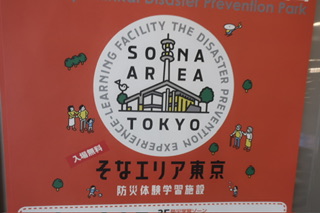 Disaster Prevention Park
THE DISASTER PREVENTION EXPERIENCE-LEARNING FACILITY
SONA
AREA
TOKYO
入場無料
そなエリア東京
防災体験学習施設